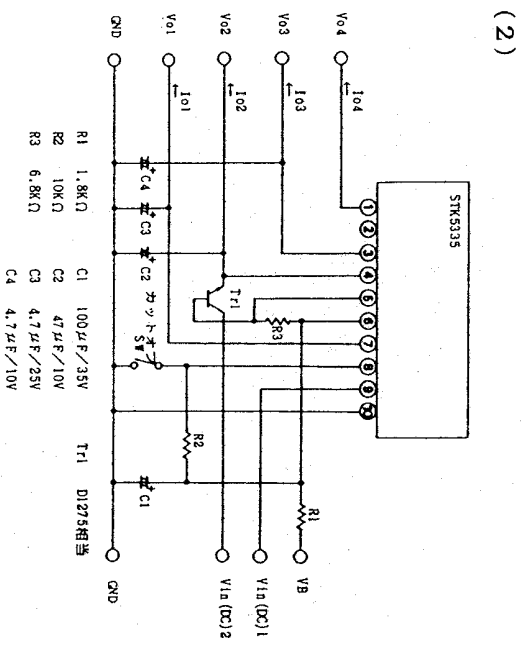 (2)
STK5335
Vo4
Vo3
Vo2
Vo1
GND
←Io4
←Io3
←Io2
←Io1
① ② ③ ④ ⑤ ⑥ ⑦ ⑧ ⑨ ⑩
Tr1
R3
R1
R2
+C4
+C3
+C2
+C1
カットオフ
SW
VB
Vin(DC)1
Vin(DC)2
GND
R1 1.8KΩ C1 100μF/35V Tr1 D1275相当
R2 10KΩ C2 47μF/10V
R3 6.8KΩ C3 4.7μF/25V
C4 4.7μF/10V